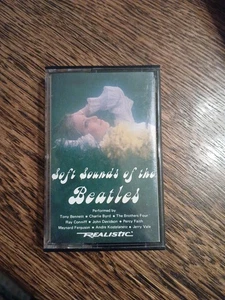 Soft Sounds of the
Beatles
Performed by
Tony Bennett ★ Charlie Byrd ★ The Brothers Four
Ray Conniff ★ John Davidson ★ Percy Faith
Maynard Ferguson ★ Andre Kostelanetz ★ Jerry Vale
REALISTIC